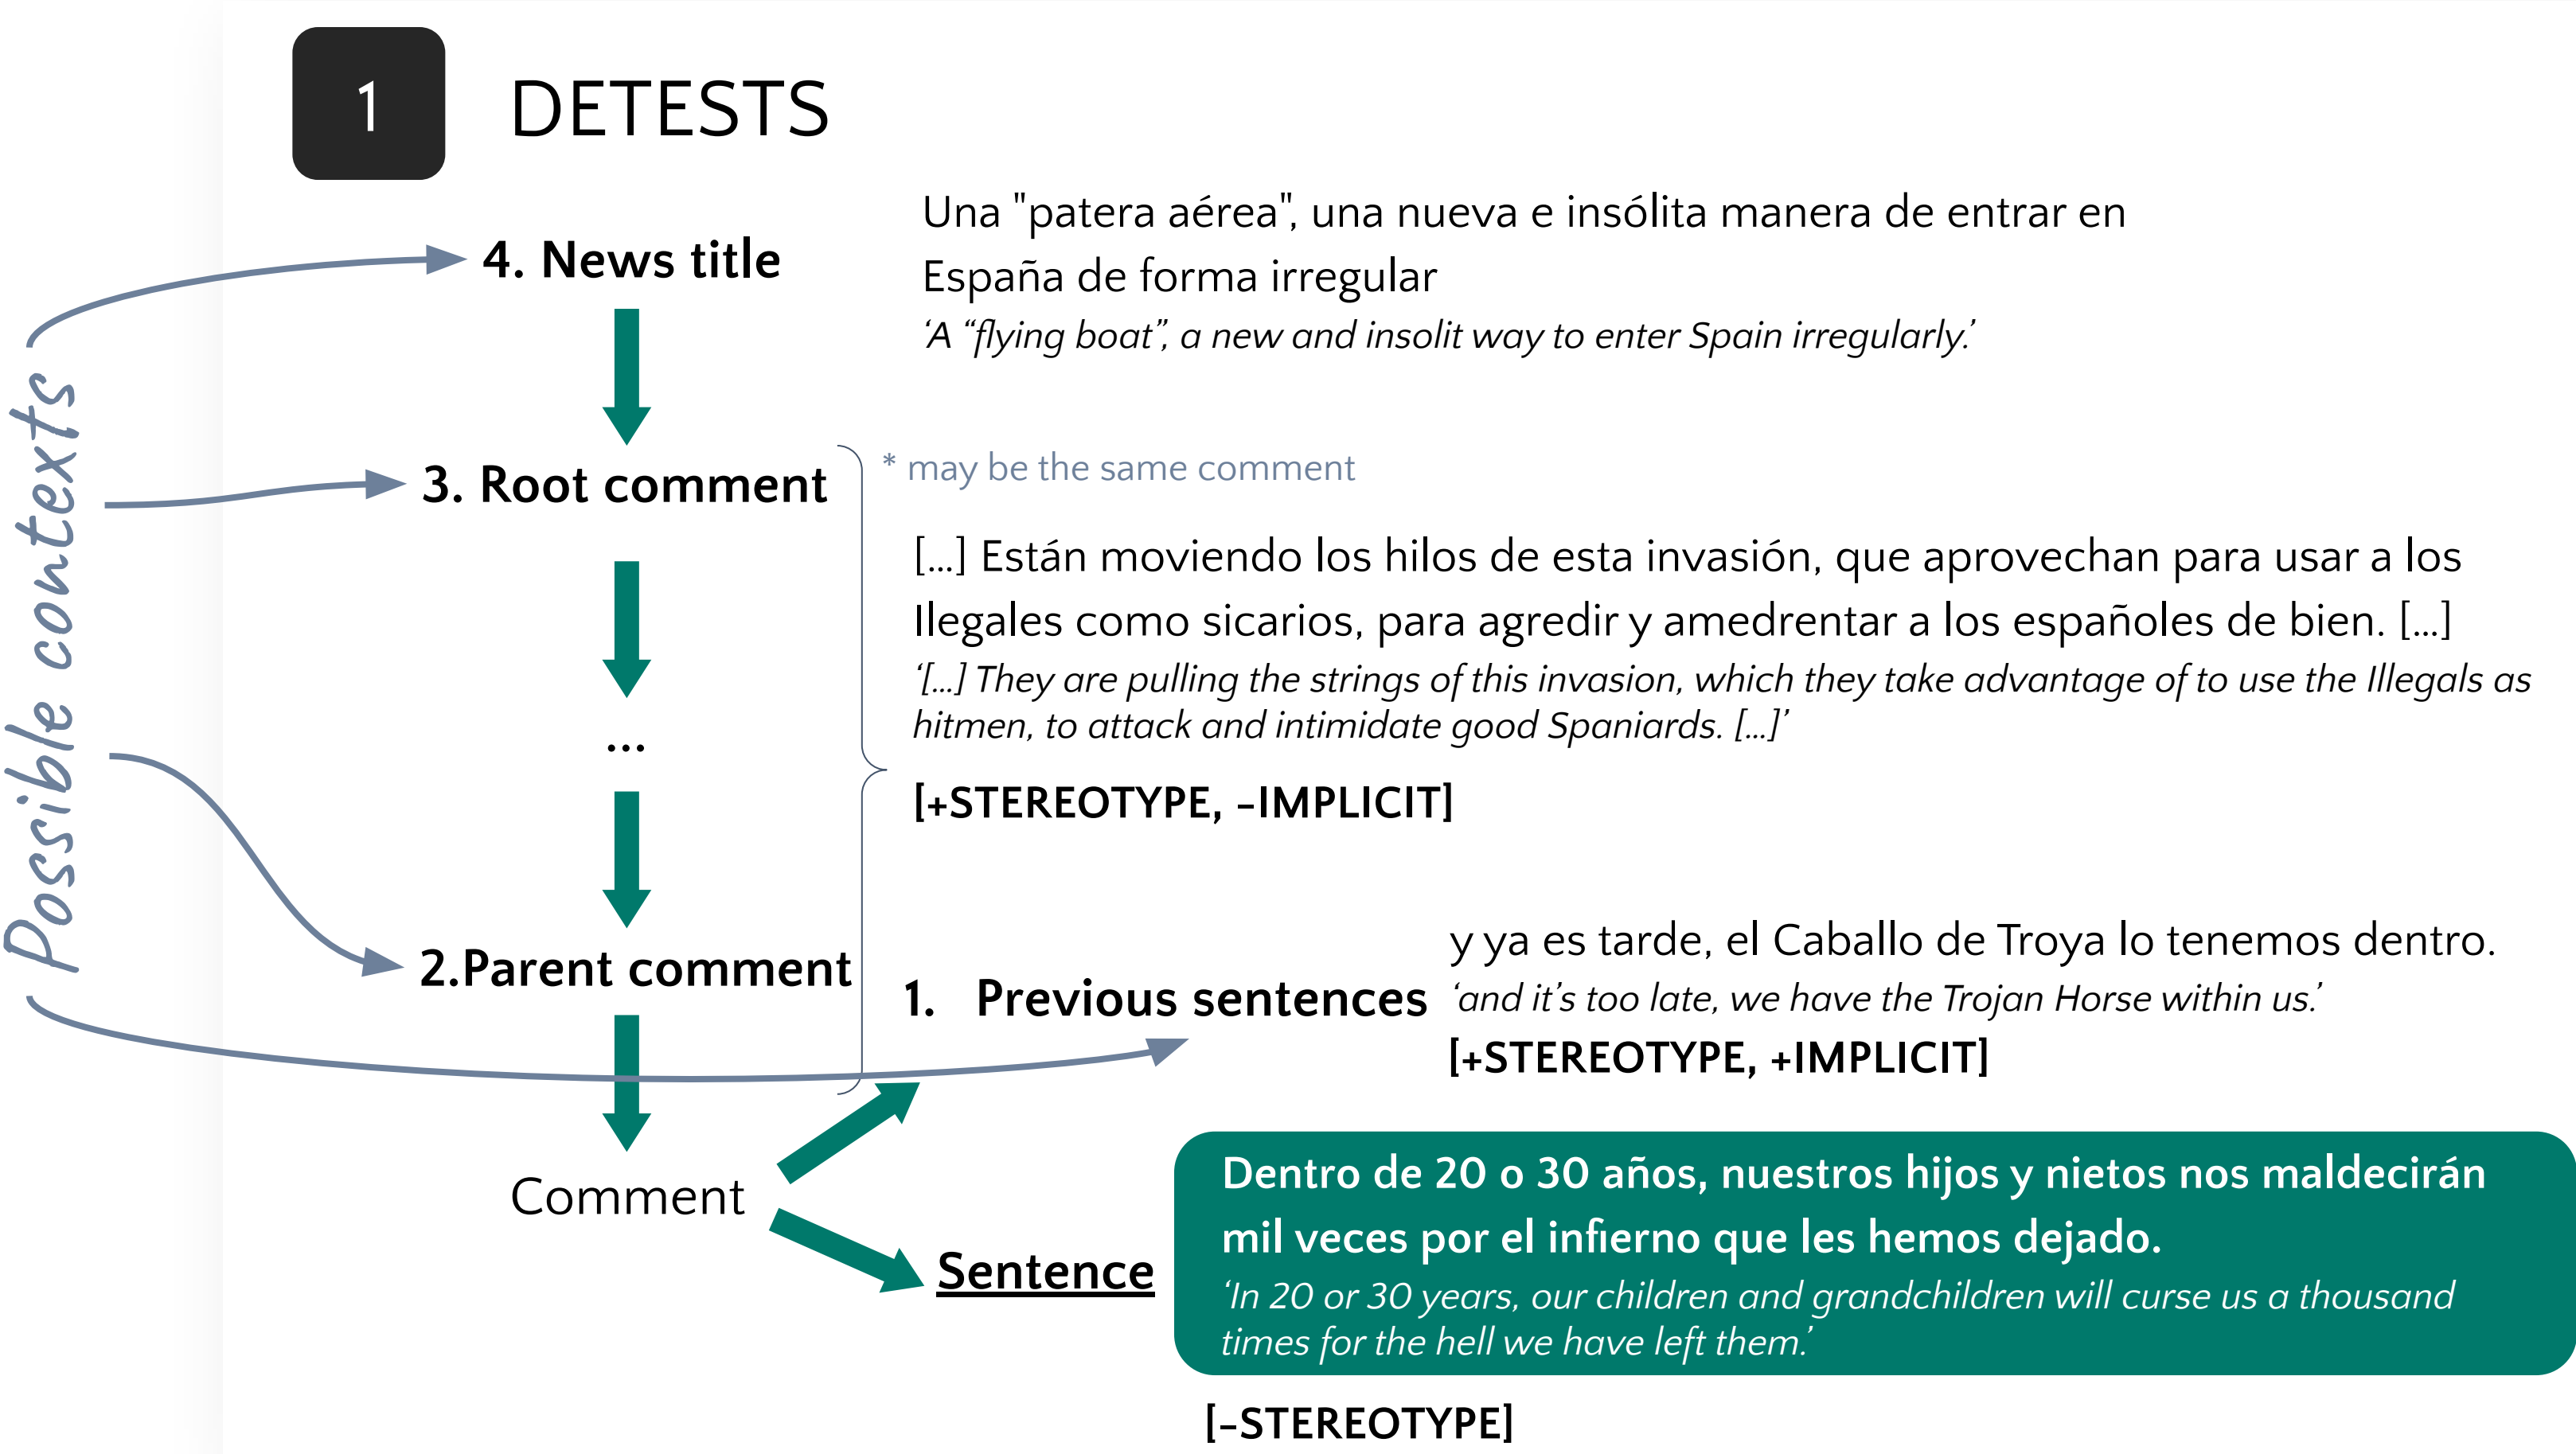 1
DETESTS
Possible contexts
4. News title
Una "patera aérea", una nueva e insólita manera de entrar en
España de forma irregular
‘A “flying boat”, a new and insolit way to enter Spain irregularly.’
3. Root comment
* may be the same comment
[...] Están moviendo los hilos de esta invasión, que aprovechan para usar a los
Ilegales como sicarios, para agredir y amedrentar a los españoles de bien. [...]
‘[...] They are pulling the strings of this invasion, which they take advantage of to use the Illegals as
hitmen, to attack and intimidate good Spaniards. [...]’
...
[+STEREOTYPE, -IMPLICIT]
2.Parent comment
1. Previous sentences
y ya es tarde, el Caballo de Troya lo tenemos dentro.
‘and it’s too late, we have the Trojan Horse within us.’
[+STEREOTYPE, +IMPLICIT]
Comment
Sentence
Dentro de 20 o 30 años, nuestros hijos y nietos nos maldecirán
mil veces por el infierno que les hemos dejado.
‘In 20 or 30 years, our children and grandchildren will curse us a thousand
times for the hell we have left them.’
[-STEREOTYPE]